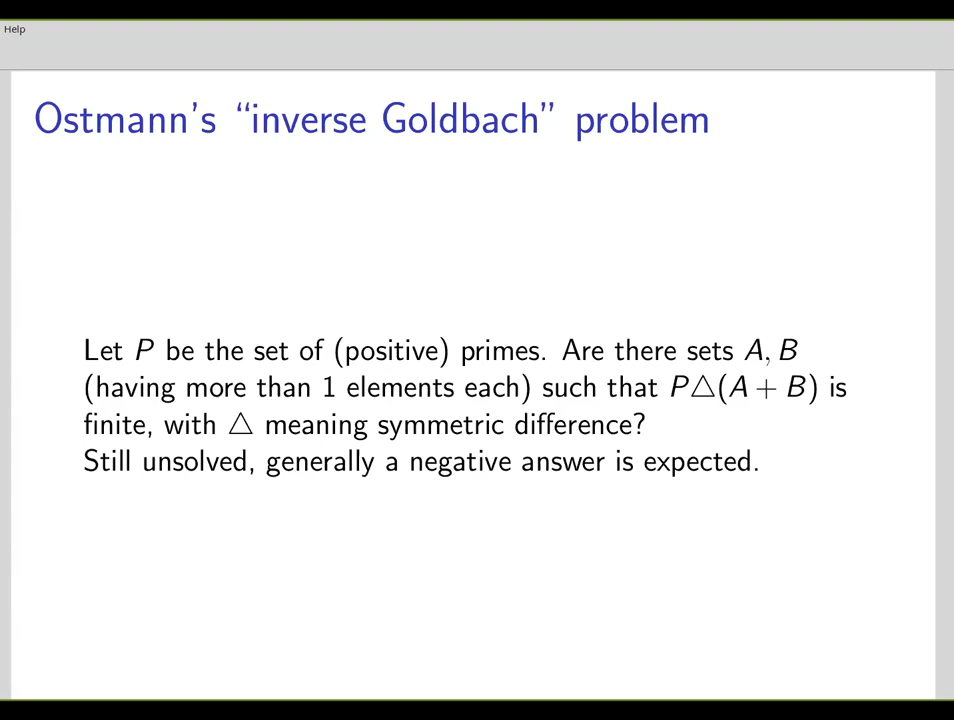 Help
Ostmann's “inverse Goldbach” problem
Let P be the set of (positive) primes. Are there sets A, B
(having more than 1 elements each) such that P△(A + B) is
finite, with △ meaning symmetric difference?
Still unsolved, generally a negative answer is expected.